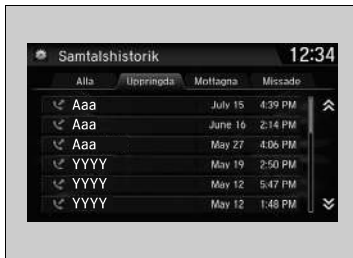 Samtalshistorik 12:34
Alla Uppringda Mottagna Missade
Aaa July 15 4:39 PM
Aaa June 16 2:14 PM
Aaa May 27 4:06 PM
YYYY May 19 2:50 PM
YYYY May 12 5:47 PM
YYYY May 12 1:48 PM